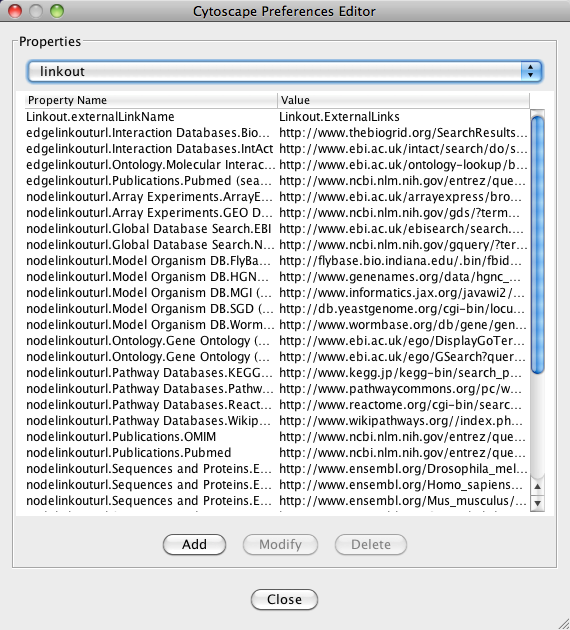 Cytoscape Preferences Editor
Properties
linkout
Property Name Value
Linkout.externalLinkName Linkout.ExternalLinks
edgelinkouturl.Interaction Databases.Bio... http://www.thebiogrid.org/SearchResults...
edgelinkouturl.Interaction Databases.IntAct http://www.ebi.ac.uk/intact/search/do/s...
edgelinkouturl.Ontology.Molecular Interac... http://www.ebi.ac.uk/ontology-lookup/b...
edgelinkouturl.Publications.Pubmed (sea... http://www.ncbi.nlm.nih.gov/entrez/que...
nodelinkouturl.Array Experiments.ArrayE... http://www.ebi.ac.uk/arrayexpress/bro...
nodelinkouturl.Array Experiments.GEO D... http://www.ncbi.nlm.nih.gov/gds/?term...
nodelinkouturl.Global Database Search.EBI http://www.ebi.ac.uk/ebisearch/search....
nodelinkouturl.Global Database Search.N... http://www.ncbi.nlm.nih.gov/gquery/?ter...
nodelinkouturl.Model Organism DB.FlyBa... http://flybase.bio.indiana.edu/.bin/fbid...
nodelinkouturl.Model Organism DB.HGN... http://www.genenames.org/data/hgnc_...
nodelinkouturl.Model Organism DB.MGI (... http://www.informatics.jax.org/javawi2/...
nodelinkouturl.Model Organism DB.SGD (... http://db.yeastgenome.org/cgi-bin/locu...
nodelinkouturl.Model Organism DB.Worm... http://www.wormbase.org/db/gene/gen...
nodelinkouturl.Ontology.Gene Ontology (... http://www.ebi.ac.uk/ego/DisplayGoTer...
nodelinkouturl.Ontology.Gene Ontology (... http://www.ebi.ac.uk/ego/GSearch?quer...
nodelinkouturl.Pathway Databases.KEGG... http://www.kegg.jp/kegg-bin/search_p...
nodelinkouturl.Pathway Databases.Pathw... http://www.pathwaycommons.org/pc/w...
nodelinkouturl.Pathway Databases.React... http://www.reactome.org/cgi-bin/searc...
nodelinkouturl.Pathway Databases.Wikip... http://www.wikipathways.org//index.ph...
nodelinkouturl.Publications.OMIM http://www.ncbi.nlm.nih.gov/entrez/que...
nodelinkouturl.Publications.Pubmed http://www.ncbi.nlm.nih.gov/entrez/que...
nodelinkouturl.Sequences and Proteins.E... http://www.ensembl.org/Drosophila_mel...
nodelinkouturl.Sequences and Proteins.E... http://www.ensembl.org/Homo_sapiens...
nodelinkouturl.Sequences and Proteins.E... http://www.ensembl.org/Mus_musculus/...
Add Modify Delete
Close